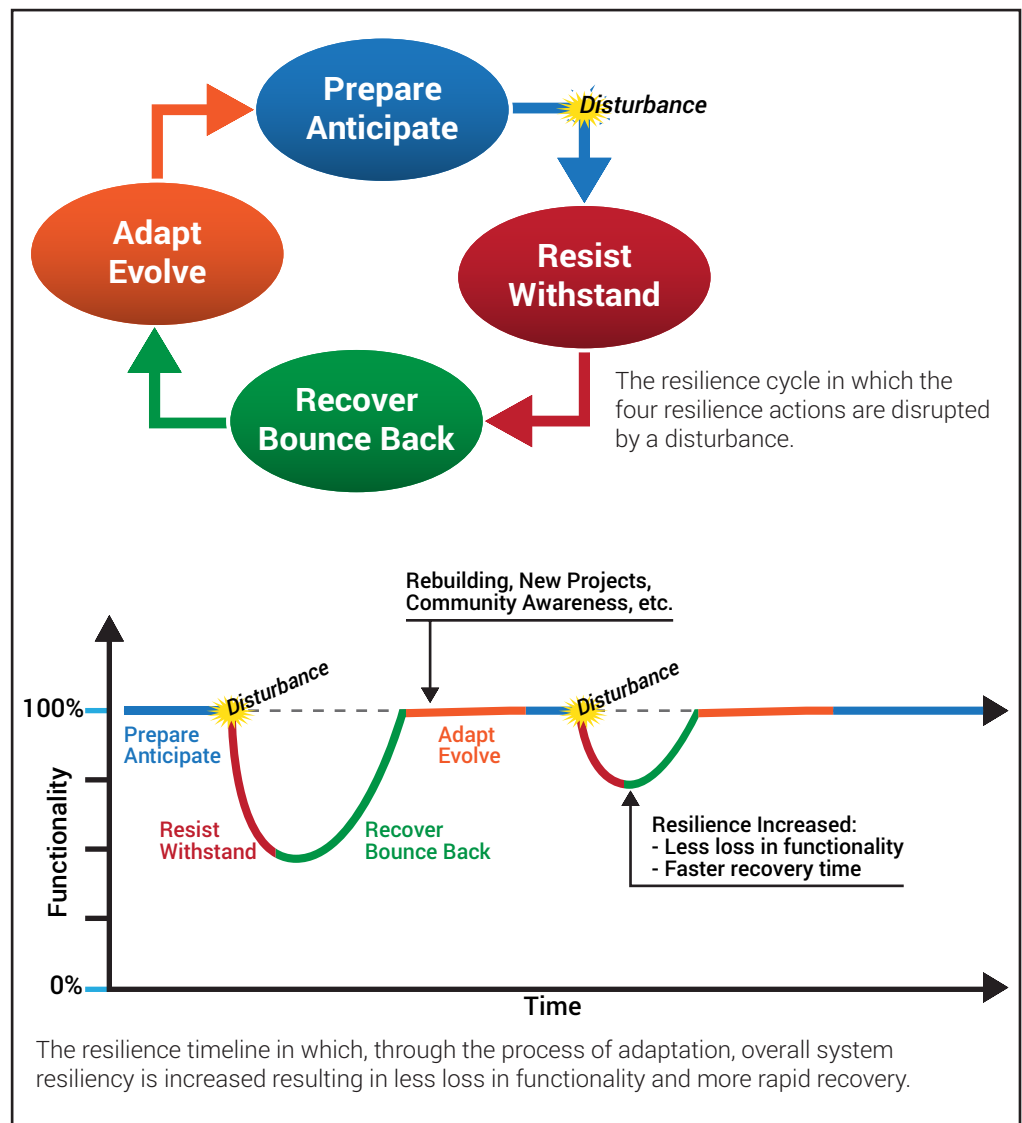 Prepare
Anticipate
Disturbance
Adapt
Evolve
Resist
Withstand
Recover
Bounce Back
The resilience cycle in which the
four resilience actions are disrupted
by a disturbance.
Rebuilding, New Projects,
Community Awareness, etc.
Disturbance
Disturbance
100%
Prepare
Anticipate
Adapt
Evolve
Functionality
Resist
Withstand
Recover
Bounce Back
Resilience Increased:
- Less loss in functionality
- Faster recovery time
0%
Time
The resilience timeline in which, through the process of adaptation, overall system
resiliency is increased resulting in less loss in functionality and more rapid recovery.